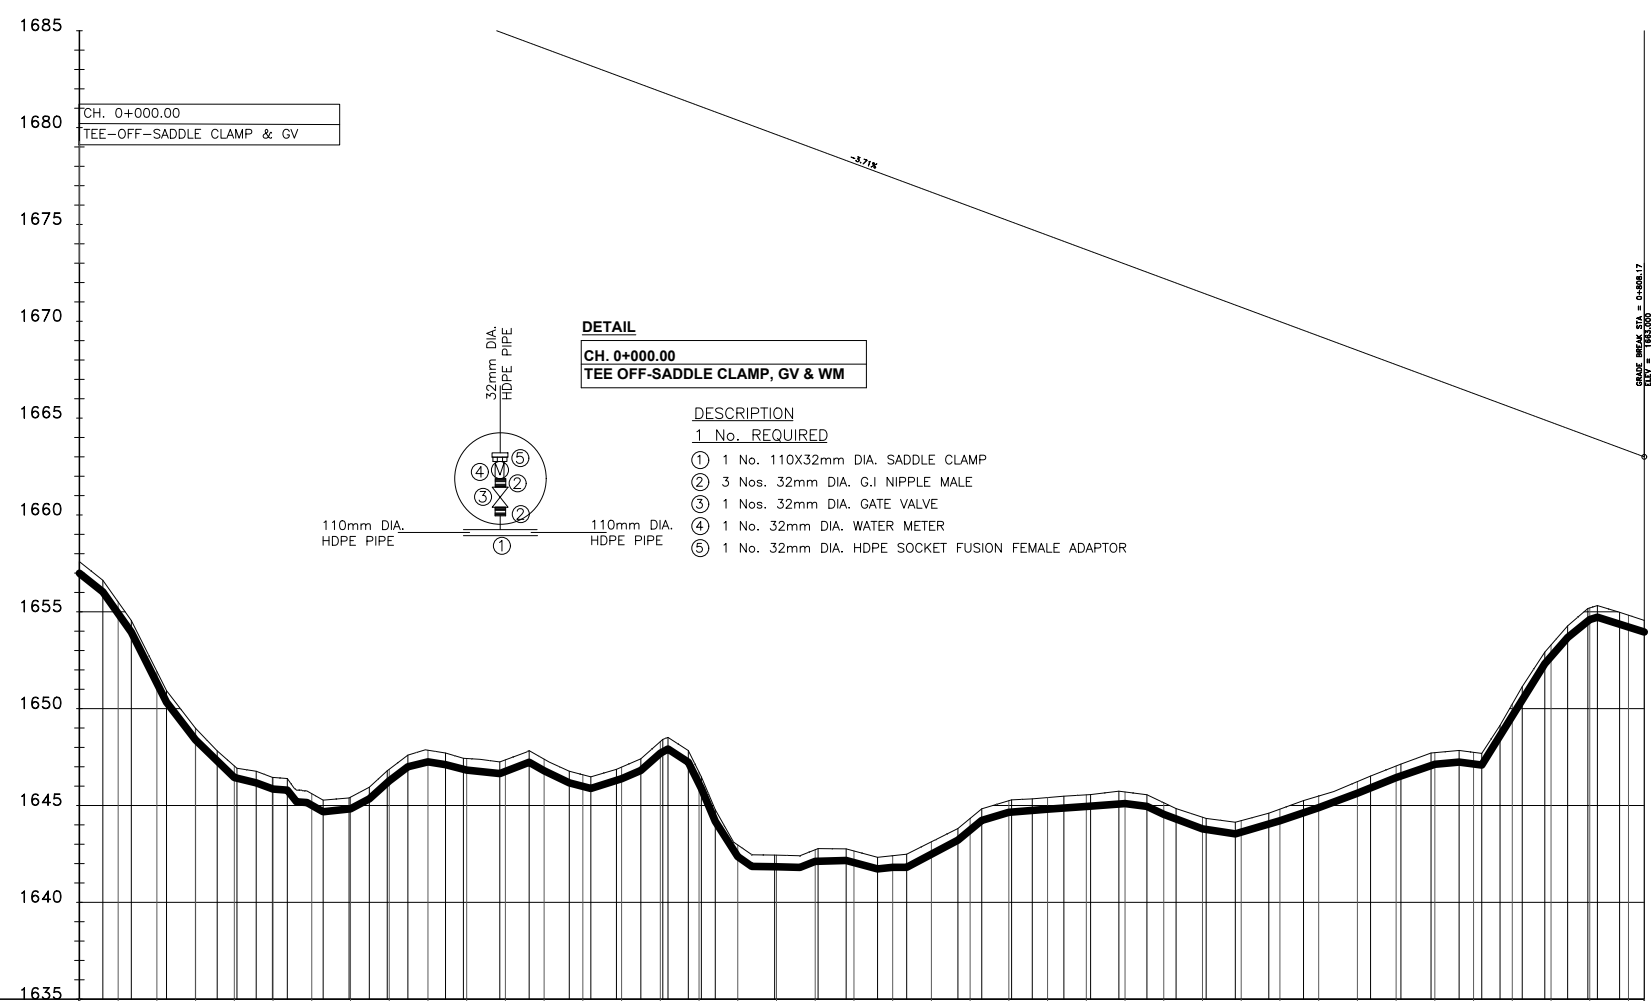 1685
CH. 0+000.00
1680
TEE-OFF-SADDLE CLAMP & GV
-3.71%
1675
1670
GRADE BREAK STA = 0+808.17
ELEV = 1663.000
32mm DIA.
HDPE PIPE
DETAIL
CH. 0+000.00
TEE OFF-SADDLE CLAMP, GV & WM
1665
DESCRIPTION
1 No. REQUIRED
1 1 No. 110X32mm DIA. SADDLE CLAMP
2 3 Nos. 32mm DIA. G.I NIPPLE MALE
3 1 Nos. 32mm DIA. GATE VALVE
4 1 No. 32mm DIA. WATER METER
5 1 No. 32mm DIA. HDPE SOCKET FUSION FEMALE ADAPTOR
5
4
2
3
2
1
1660
110mm DIA.
HDPE PIPE
110mm DIA.
HDPE PIPE
1655
1650
1645
1640
1635